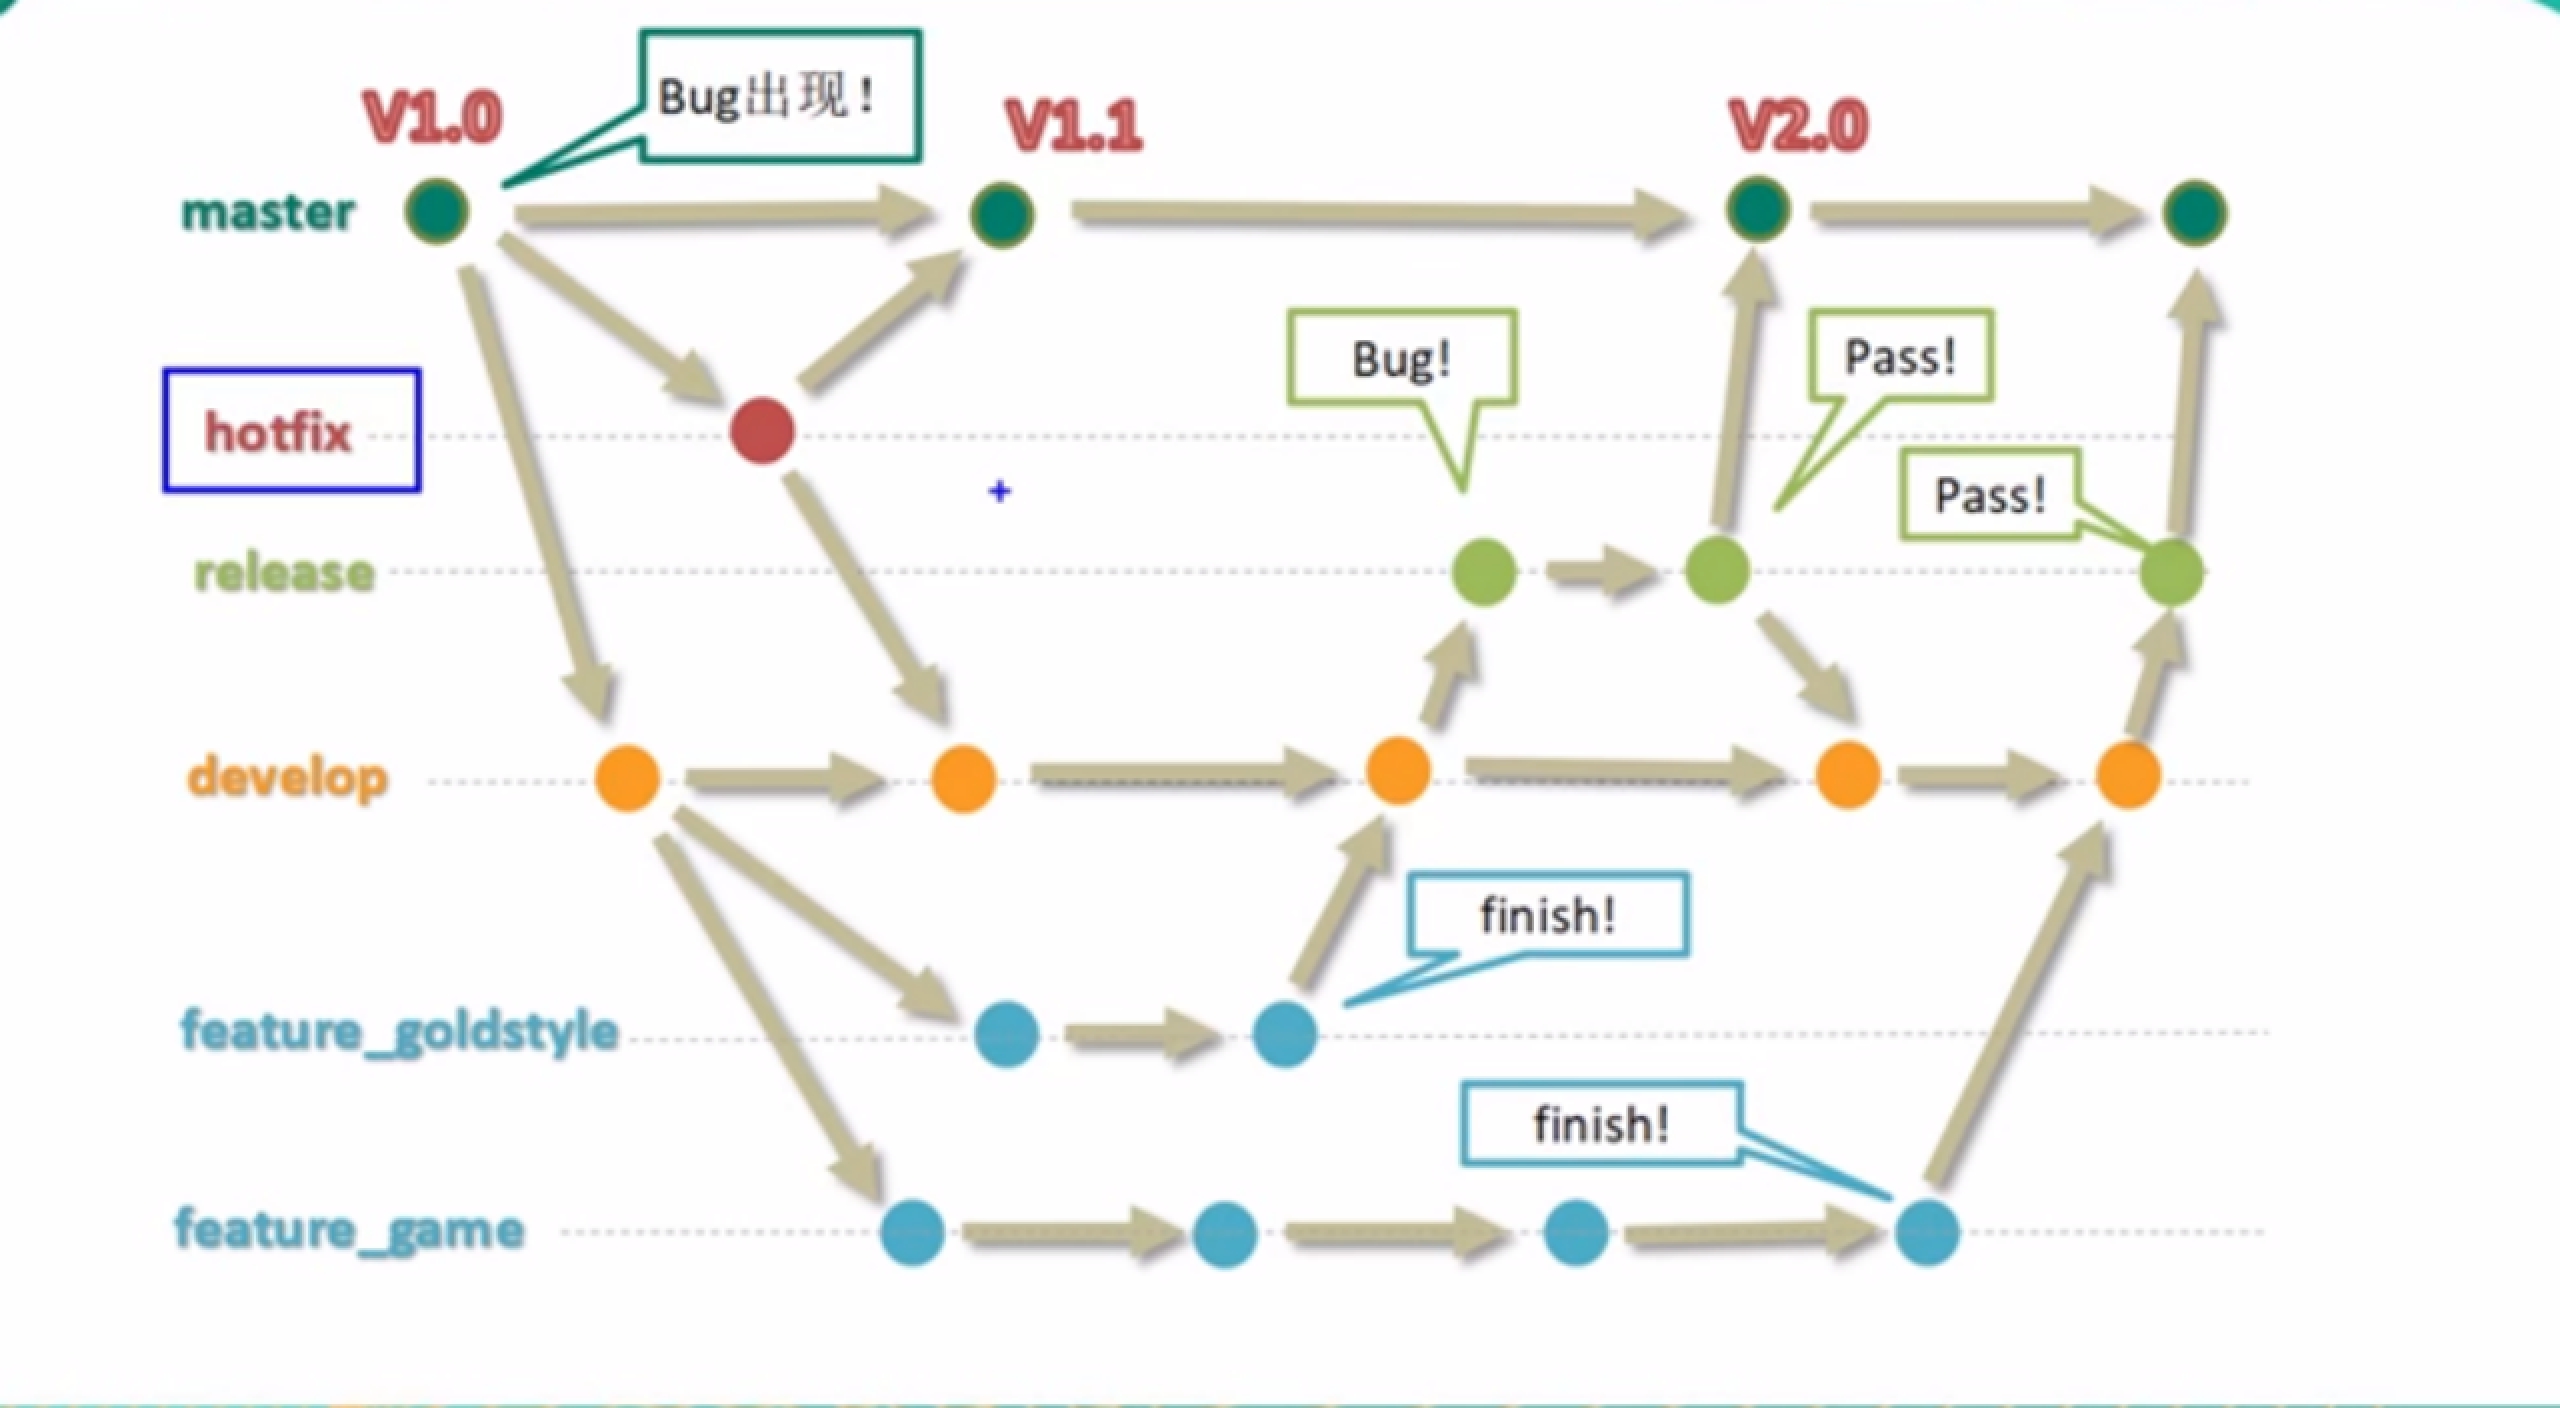 Bug出现！
V1.0
V1.1
V2.0
master
Bug!
Pass!
hotfix
Pass!
release
develop
finish!
feature_goldstyle
finish!
feature_game